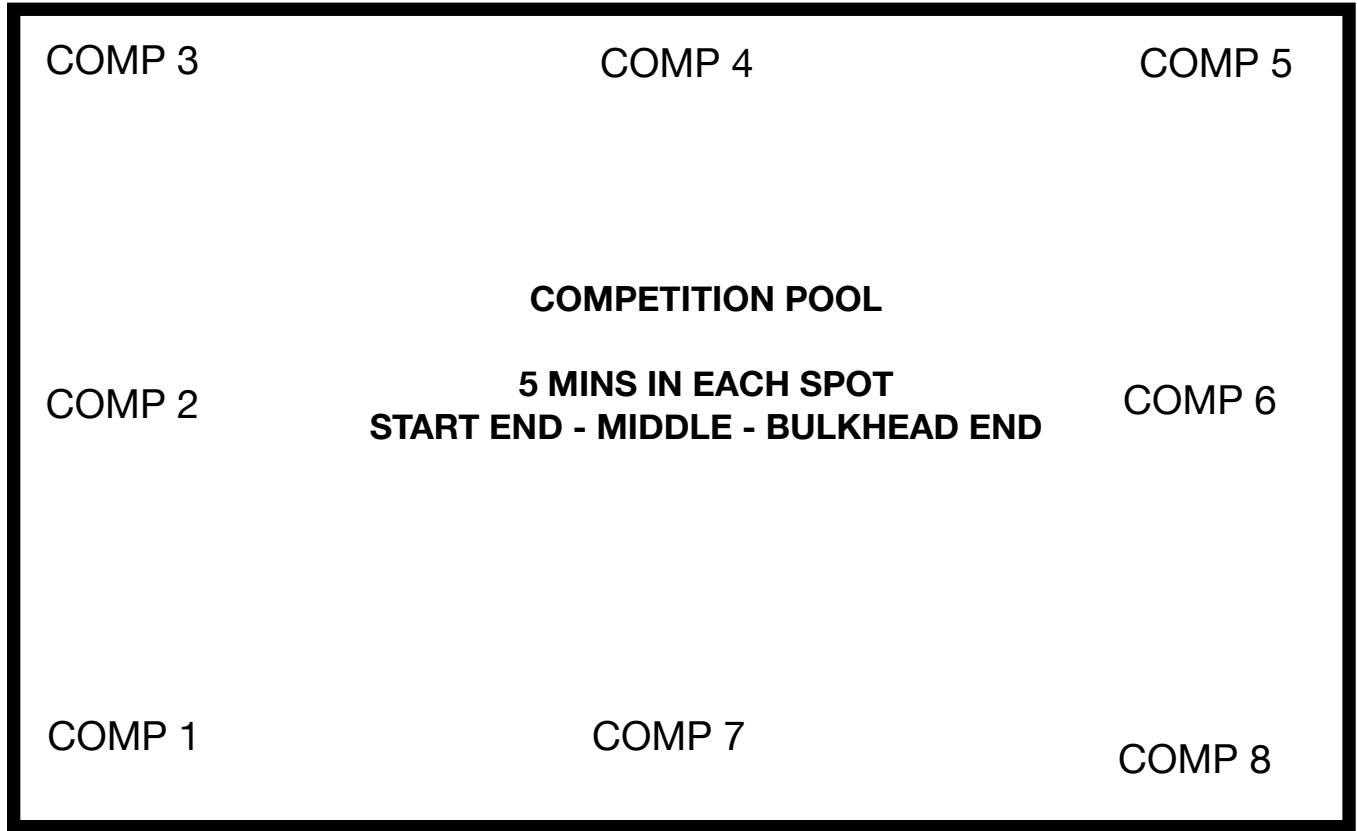 COMP 3
COMP 4
COMP 5
COMPETITION POOL
5 MINS IN EACH SPOT
START END - MIDDLE - BULKHEAD END
COMP 2
COMP 6
COMP 1
COMP 7
COMP 8